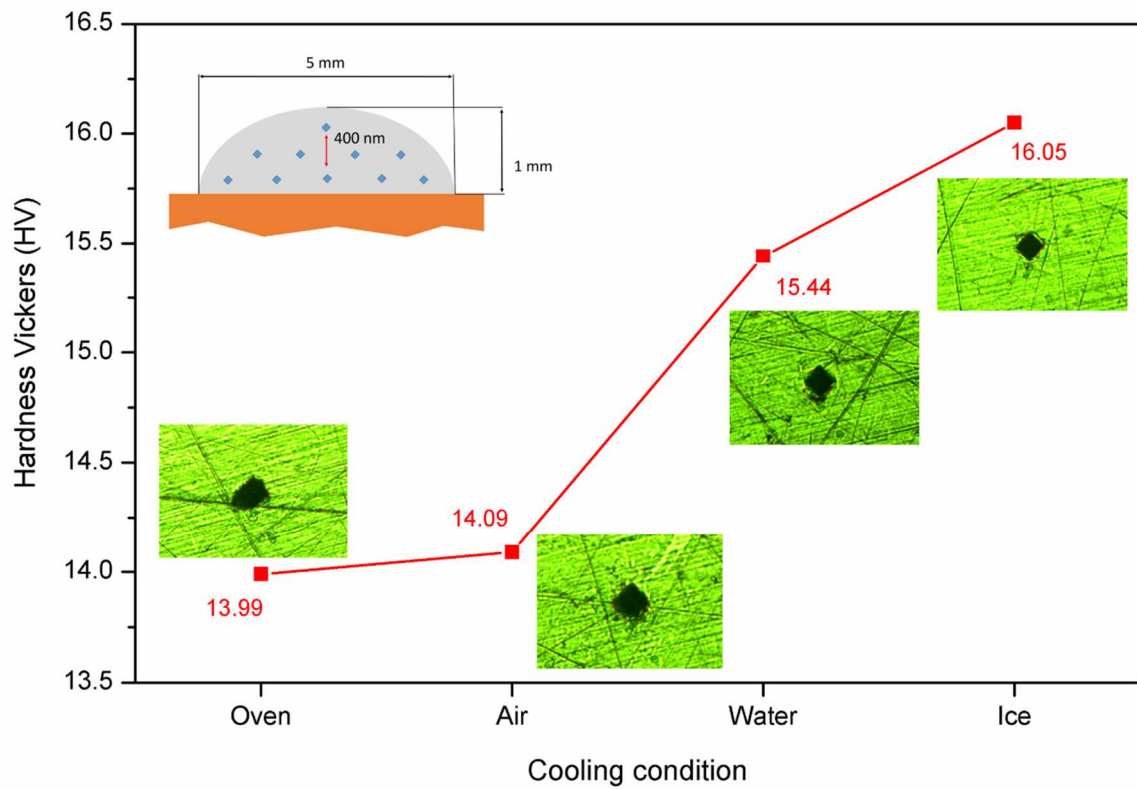 16.5
16.0
15.5
15.0
14.5
14.0
13.5
Hardness Vickers (HV)
5 mm
400 nm
1 mm
13.99
14.09
15.44
16.05
Oven
Air
Water
Ice
Cooling condition